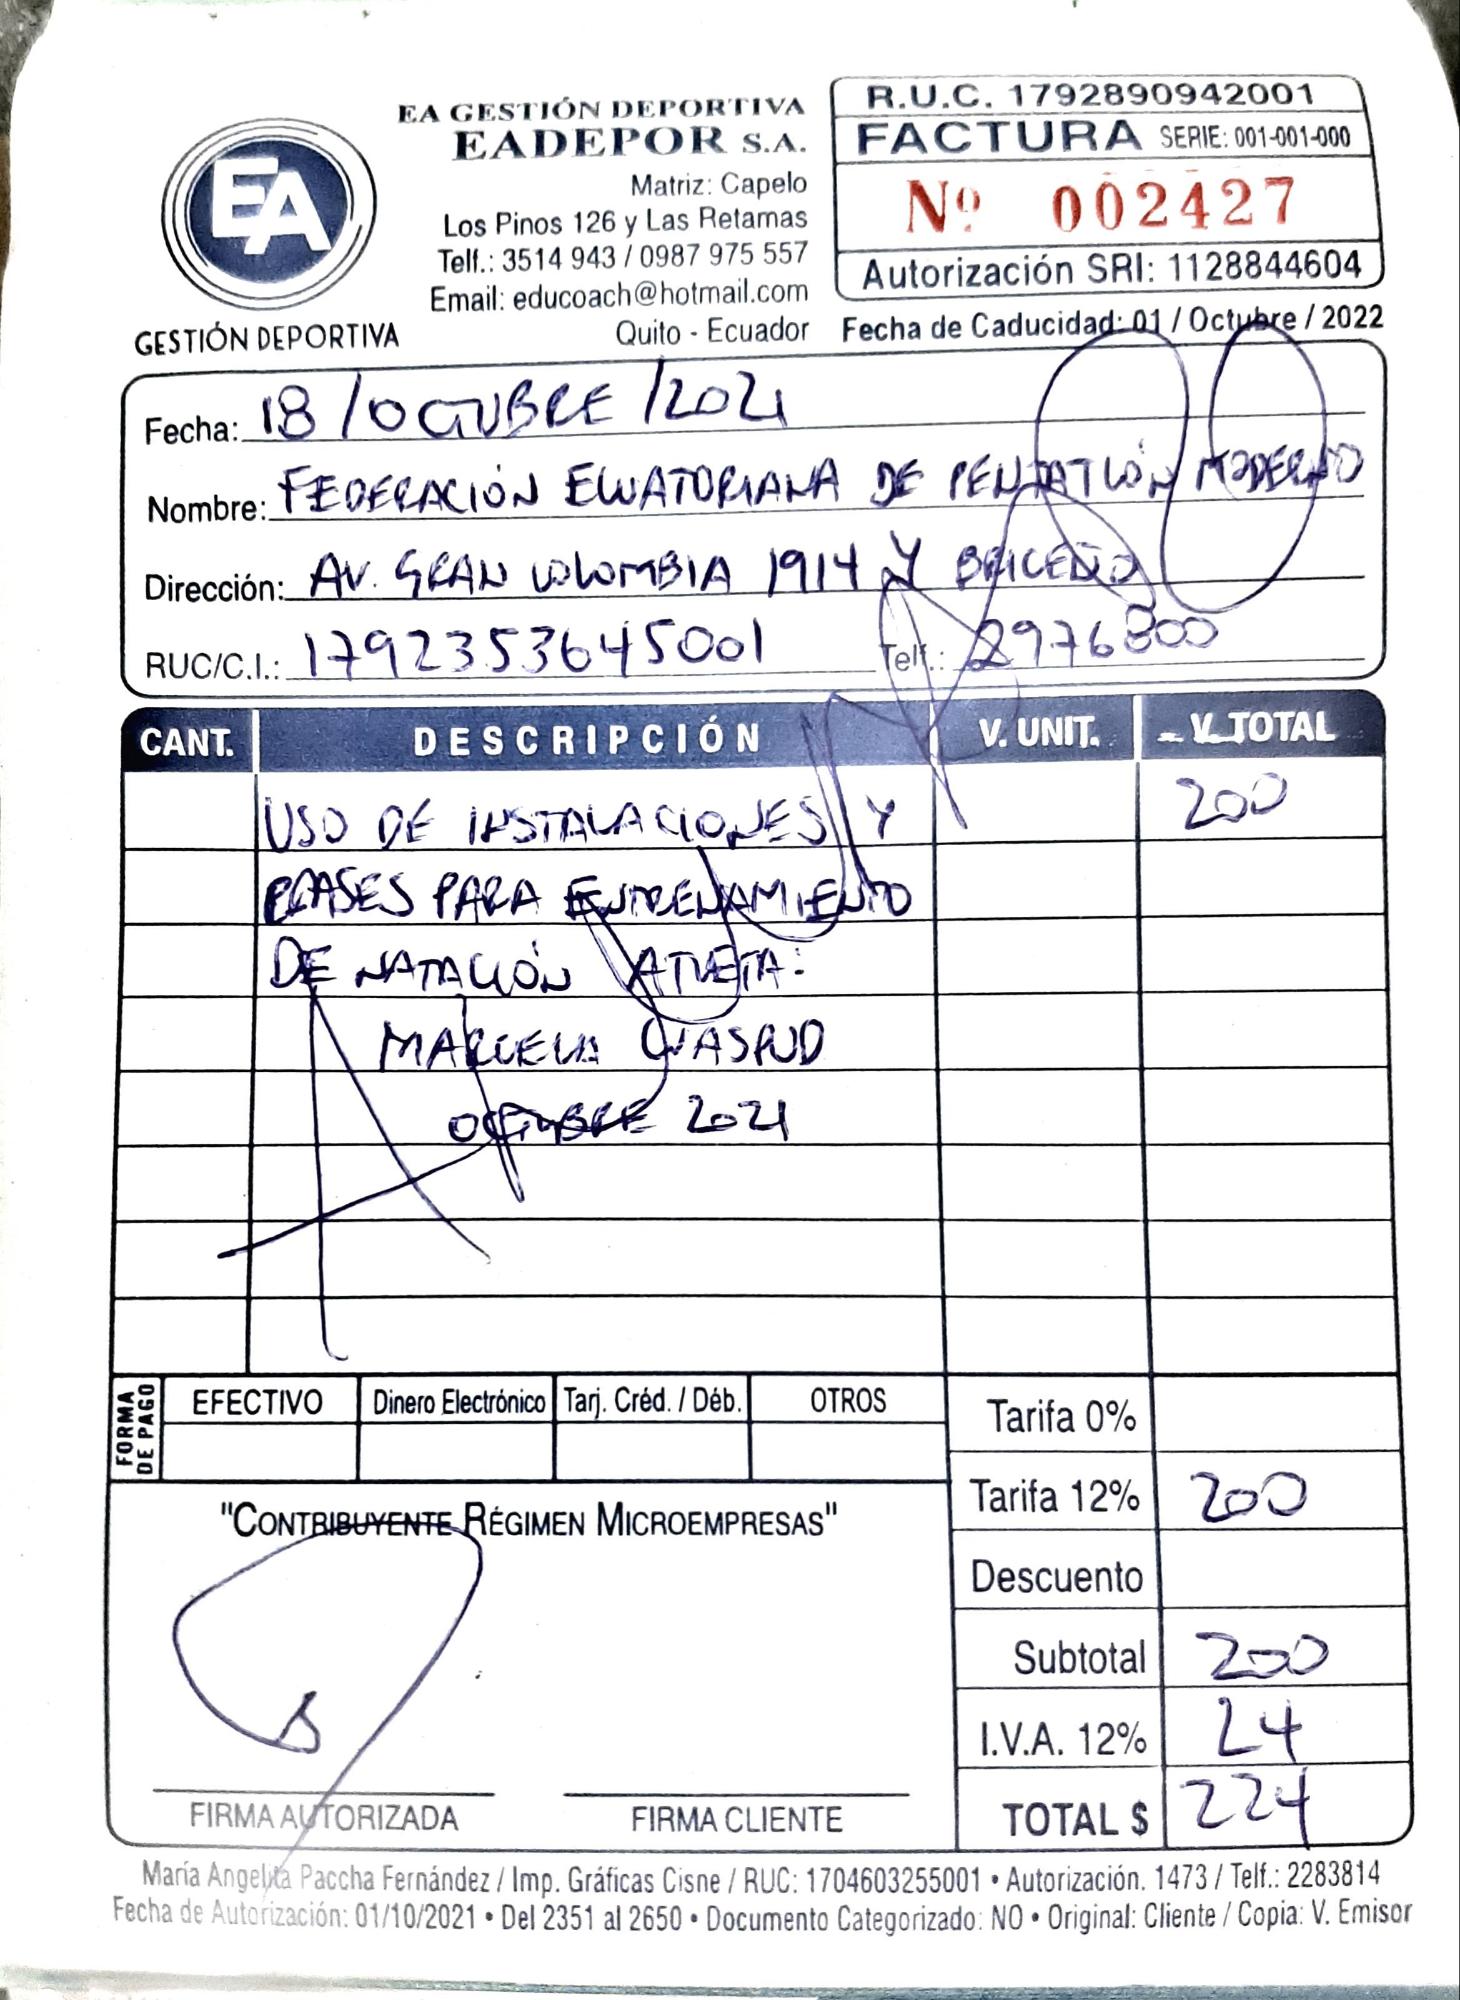 EA
GESTIÓN DEPORTIVA
EA GESTIÓN DEPORTIVA
EADEPOR S.A.
Matriz: Capelo
Los Pinos 126 y Las Retamas
Telf.: 3514 943 / 0987 975 557
Email: educoach@hotmail.com
Quito - Ecuador
R.U.C. 1792890942001
FACTURA SERIE: 001-001-000
Nº 002427
Autorización SRI: 1128844604
Fecha de Caducidad: 01 / Octubre / 2022
Fecha: 18/OCTUBRE/2021
Nombre: FEDERACIÓN ECUATORIANA DE PENTATLÓN MODERNO
Dirección: AV. GRAN COLOMBIA 1914 Y BRICEÑO
RUC/C.I.: 1792353645001 Telf.: 2976800
CANT. DESCRIPCIÓN V. UNIT. V. TOTAL
USO DE INSTALACIONES Y 200
CLASES PARA ENTRENAMIENTO
DE NATACIÓN ATLETA:
MARCELA CUASPUD
OCTUBRE 2021
FORMA DE PAGO
EFECTIVO Dinero Electrónico Tarj. Créd. / Déb. OTROS
Tarifa 0%
Tarifa 12% 200
Descuento
Subtotal 200
I.V.A. 12% 24
TOTAL $ 224
"CONTRIBUYENTE RÉGIMEN MICROEMPRESAS"
FIRMA AUTORIZADA FIRMA CLIENTE
María Angelita Paccha Fernández / Imp. Gráficas Cisne / RUC: 1704603255001 • Autorización. 1473 / Telf.: 2283814
Fecha de Autorización: 01/10/2021 • Del 2351 al 2650 • Documento Categorizado: NO • Original: Cliente / Copia: V. Emisor